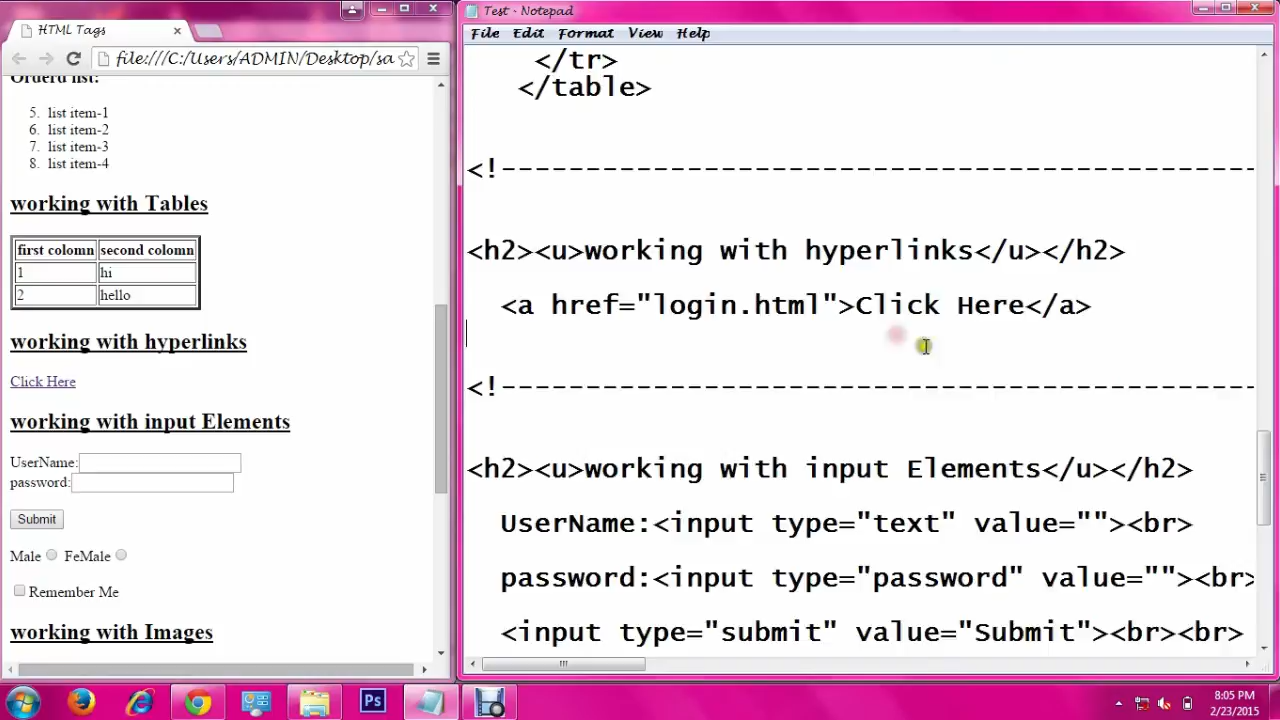 HTML Tags
file:///C:/Users/ADMIN/Desktop/sa
Orderd list:
5. list item-1
6. list item-2
7. list item-3
8. list item-4
working with Tables
first colomn second colomn
1 hi
2 hello
working with hyperlinks
Click Here
working with input Elements
UserName:
password:
Submit
Male FeMale
Remember Me
working with Images
Test - Notepad
File Edit Format View Help
</tr>
</table>
<!---------------------------------------------
<h2><u>working with hyperlinks</u></h2>
<a href="login.html">Click Here</a>
<!---------------------------------------------
<h2><u>working with input Elements</u></h2>
UserName:<input type="text" value=""><br>
password:<input type="password" value=""><br>
<input type="submit" value="Submit"><br><br>
Ps
8:05 PM
2/23/2015